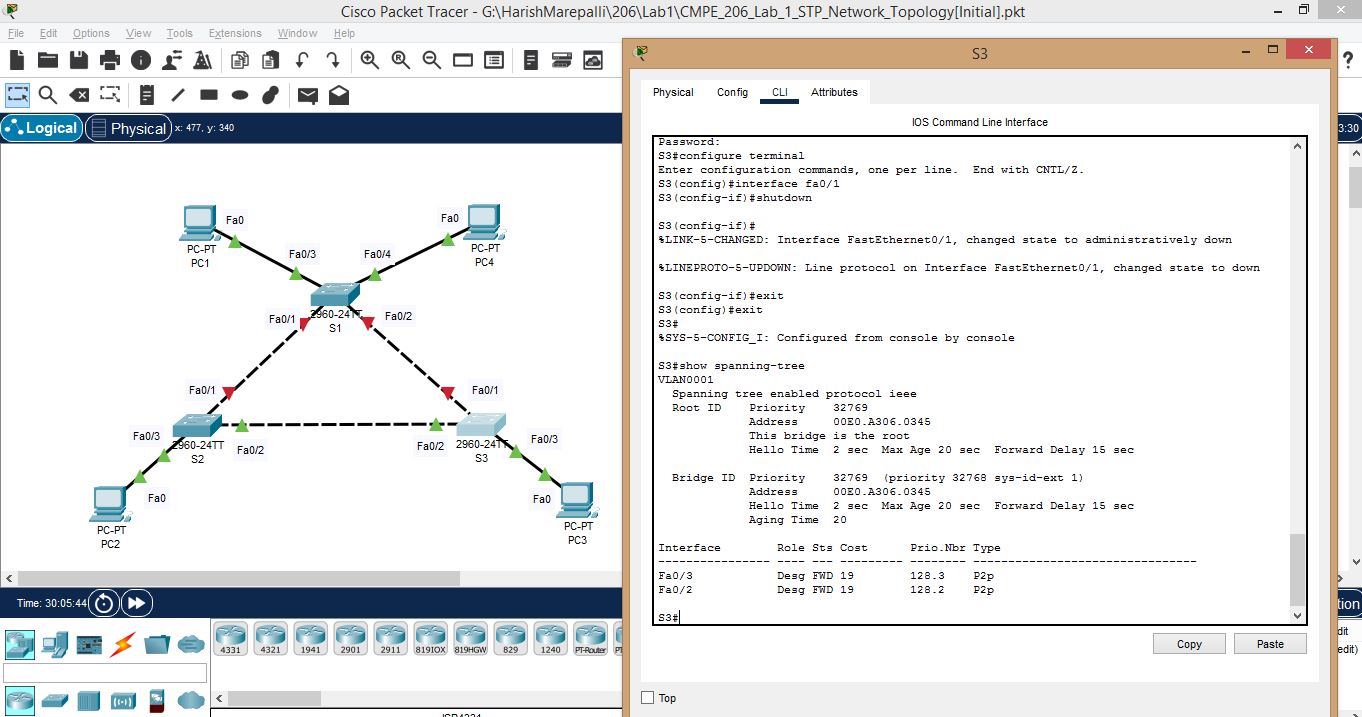 Cisco Packet Tracer - G:\HarishMarepalli\206\Lab1\CMPE_206_Lab_1_STP_Network_Topology[Initial].pkt
File Edit Options View Tools Extensions Window Help
Logical Physical x: 477, y: 340
Fa0
Fa0
PC-PT
PC1
PC-PT
PC4
Fa0/3
Fa0/4
2960-24TT
S1
Fa0/1
Fa0/2
Fa0/1
Fa0/1
2960-24TT
S2
2960-24TT
S3
Fa0/3
Fa0/2
Fa0/2
Fa0/3
Fa0
Fa0
PC-PT
PC2
PC-PT
PC3
Time: 30:05:44
4331 4321 1941 2901 2911 819IOX 819HGW 829 1240 PT-Router
S3
Physical Config CLI Attributes
IOS Command Line Interface
Password:
S3#configure terminal
Enter configuration commands, one per line. End with CNTL/Z.
S3(config)#interface fa0/1
S3(config-if)#shutdown
S3(config-if)#
%LINK-5-CHANGED: Interface FastEthernet0/1, changed state to administratively down
%LINEPROTO-5-UPDOWN: Line protocol on Interface FastEthernet0/1, changed state to down
S3(config-if)#exit
S3(config)#exit
S3#
%SYS-5-CONFIG_I: Configured from console by console
S3#show spanning-tree
VLAN0001
Spanning tree enabled protocol ieee
Root ID Priority 32769
Address 00E0.A306.0345
This bridge is the root
Hello Time 2 sec Max Age 20 sec Forward Delay 15 sec
Bridge ID Priority 32769 (priority 32768 sys-id-ext 1)
Address 00E0.A306.0345
Hello Time 2 sec Max Age 20 sec Forward Delay 15 sec
Aging Time 20
Interface Role Sts Cost Prio.Nbr Type
---------------- ---- --- --------- -------- --------------------------------
Fa0/3 Desg FWD 19 128.3 P2p
Fa0/2 Desg FWD 19 128.2 P2p
S3#
Copy Paste
Top
3:30